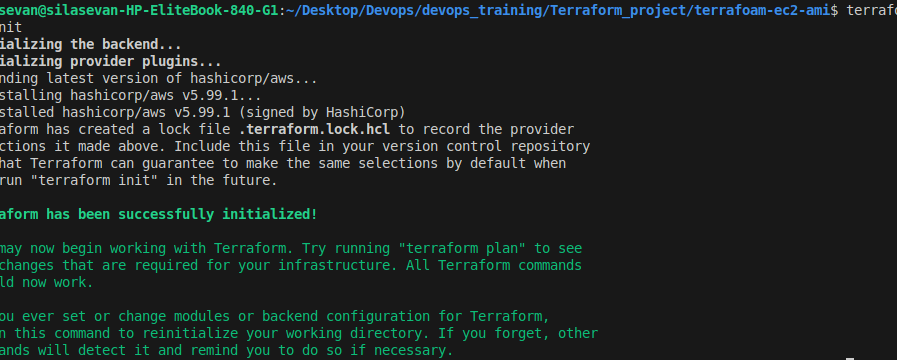 sevan@silasevan-HP-EliteBook-840-G1:~/Desktop/Devops/devops_training/Terraform_project/terrafoam-ec2-ami$ terrafo
nit
ializing the backend...
ializing provider plugins...
nding latest version of hashicorp/aws...
stalling hashicorp/aws v5.99.1...
stalled hashicorp/aws v5.99.1 (signed by HashiCorp)
aform has created a lock file .terraform.lock.hcl to record the provider
ctions it made above. Include this file in your version control repository
hat Terraform can guarantee to make the same selections by default when
run "terraform init" in the future.
aform has been successfully initialized!
may now begin working with Terraform. Try running "terraform plan" to see
changes that are required for your infrastructure. All Terraform commands
ld now work.
ou ever set or change modules or backend configuration for Terraform,
n this command to reinitialize your working directory. If you forget, other
ands will detect it and remind you to do so if necessary.